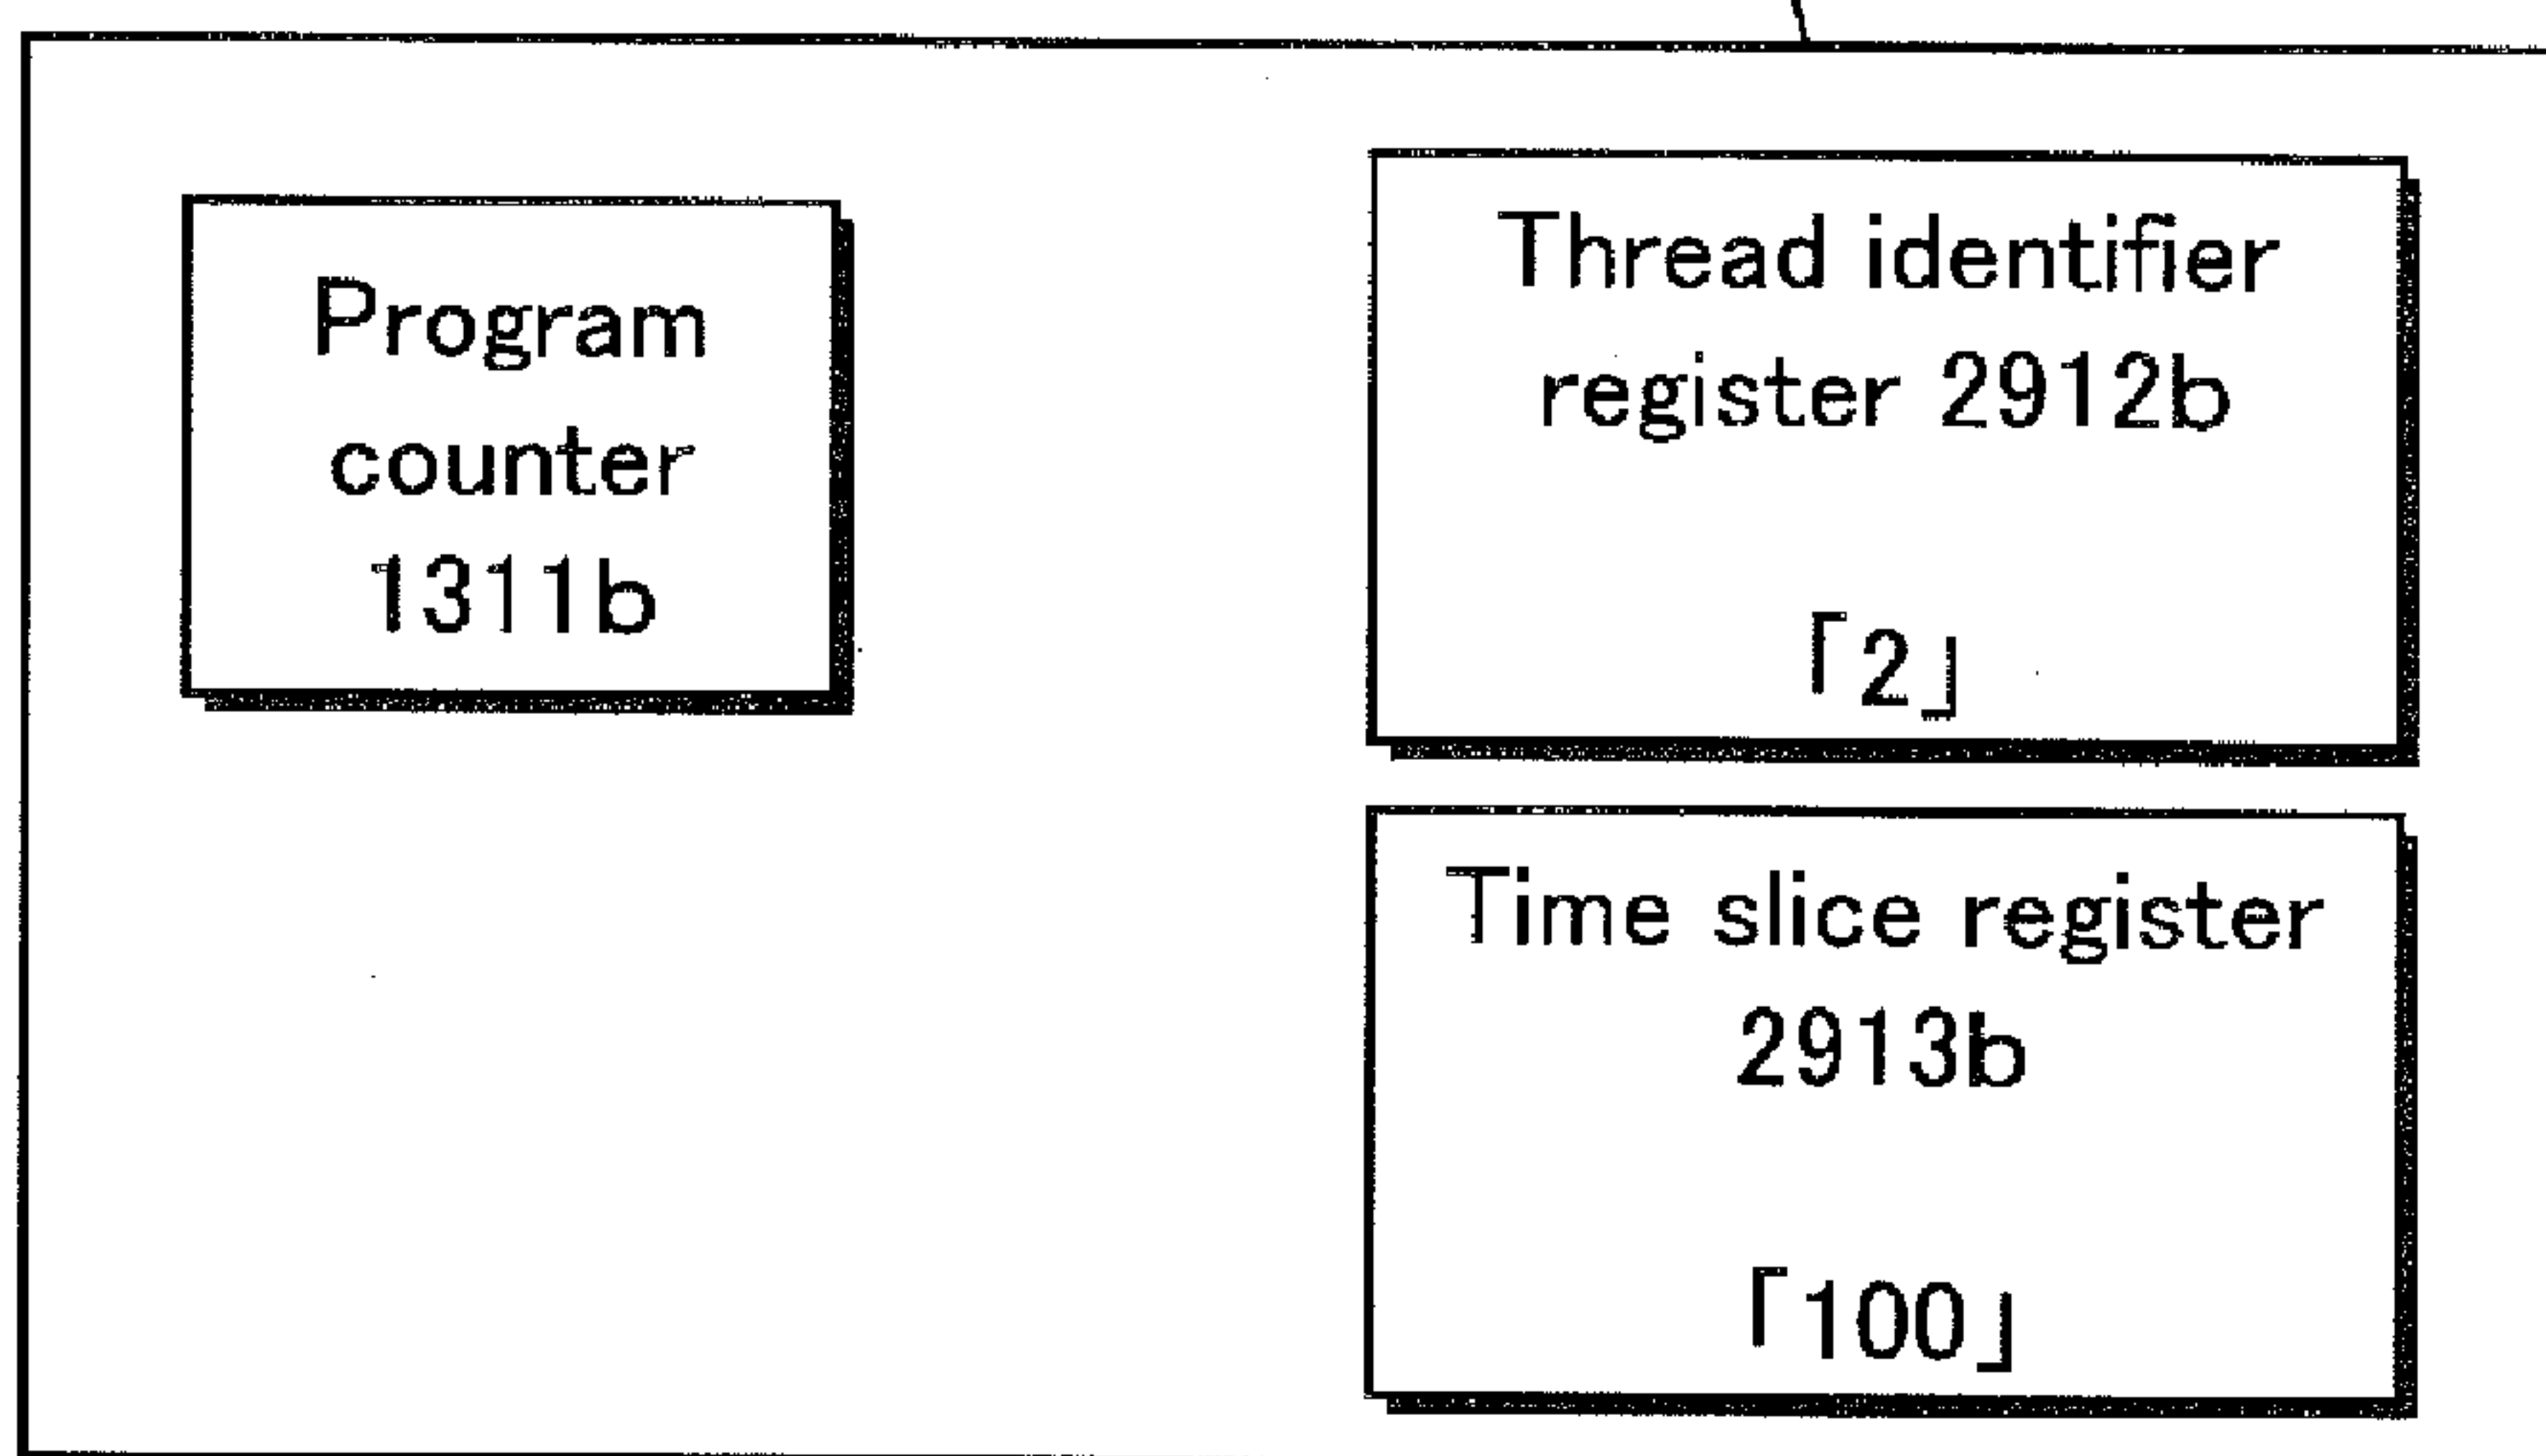 Program
counter
1311b
Thread identifier
register 2912b
「2」
Time slice register
2913b
「100」